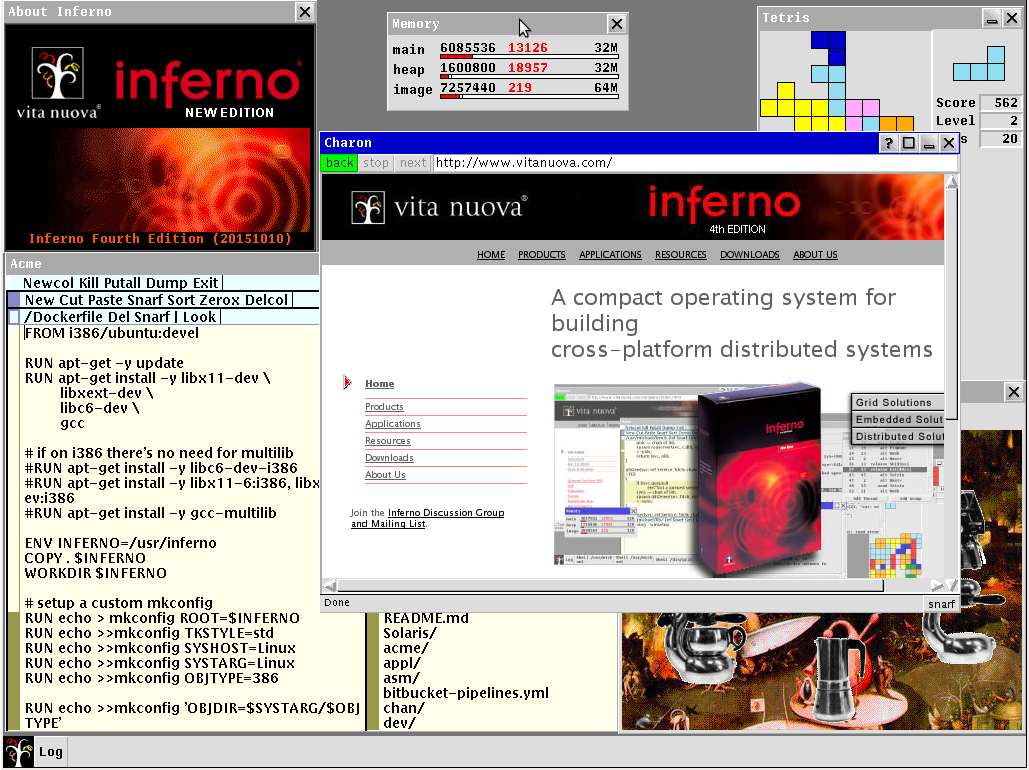 About Inferno
vita nuova®
inferno
NEW EDITION
Inferno Fourth Edition (20151010)
Memory
main 6085536 13126 32M
heap 1600800 18957 32M
image 7257440 219 64M
Tetris
Score 562
Level 2
20
Charon
?
back stop next http://www.vitanuova.com/
vita nuova®
inferno
4th EDITION
HOME PRODUCTS APPLICATIONS RESOURCES DOWNLOADS ABOUT US
A compact operating system for
building
cross-platform distributed systems
Home
Products
Applications
Resources
Downloads
About Us
Join the Inferno Discussion Group
and Mailing List.
vita nuova
inferno
Grid Solutions
Embedded Solut
Distributed Solut
Done
snarf
Acme
Newcol Kill Putall Dump Exit
New Cut Paste Snarf Sort Zerox Delcol
/Dockerfile Del Snarf | Look
FROM i386/ubuntu:devel
RUN apt-get -y update
RUN apt-get install -y libx11-dev \
libxext-dev \
libc6-dev \
gcc
# if on i386 there's no need for multilib
#RUN apt-get install -y libc6-dev-i386
#RUN apt-get install -y libx11-6:i386, libx
ev:i386
#RUN apt-get install -y gcc-multilib
ENV INFERNO=/usr/inferno
COPY . $INFERNO
WORKDIR $INFERNO
# setup a custom mkconfig
RUN echo > mkconfig ROOT=$INFERNO
RUN echo >>mkconfig TKSTYLE=std
RUN echo >>mkconfig SYSHOST=Linux
RUN echo >>mkconfig SYSTARG=Linux
RUN echo >>mkconfig OBJTYPE=386
RUN echo >>mkconfig 'OBJDIR=$SYSTARG/$OBJ
TYPE'
README.md
Solaris/
acme/
appl/
asm/
bitbucket-pipelines.yml
chan/
dev/
Log